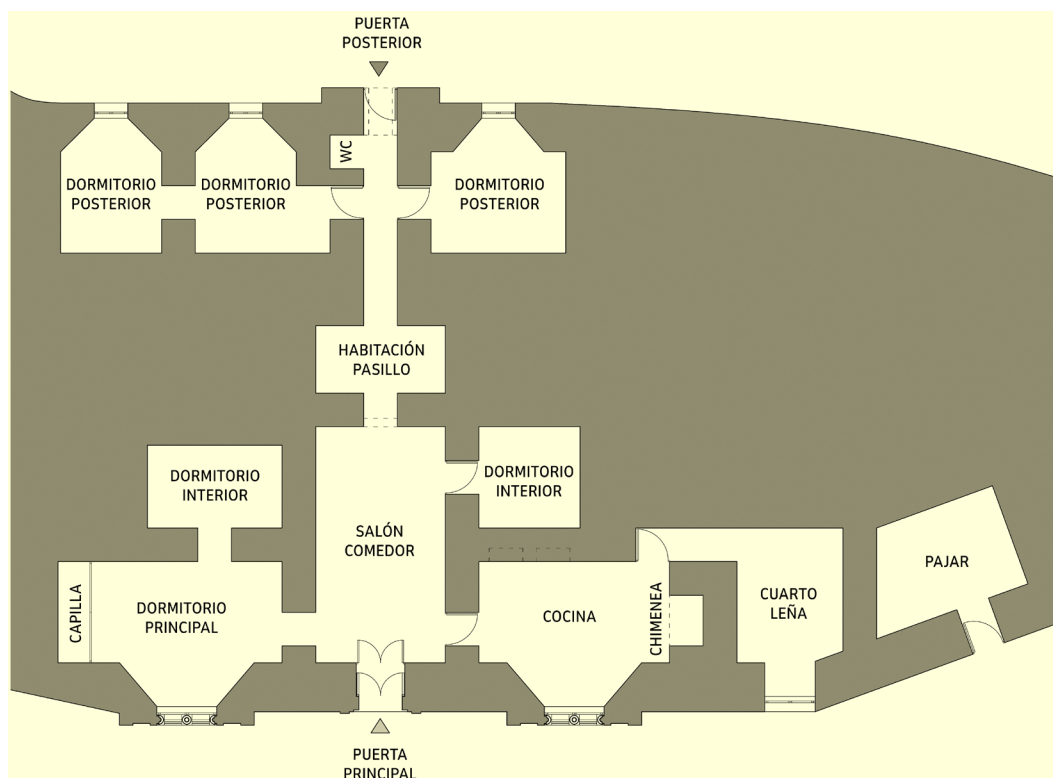 PUERTA
POSTERIOR
WC
DORMITORIO
POSTERIOR
DORMITORIO
POSTERIOR
DORMITORIO
POSTERIOR
HABITACIÓN
PASILLO
DORMITORIO
INTERIOR
DORMITORIO
INTERIOR
SALÓN
COMEDOR
PAJAR
CAPILLA
DORMITORIO
PRINCIPAL
COCINA
CHIMENEA
CUARTO
LEÑA
PUERTA
PRINCIPAL